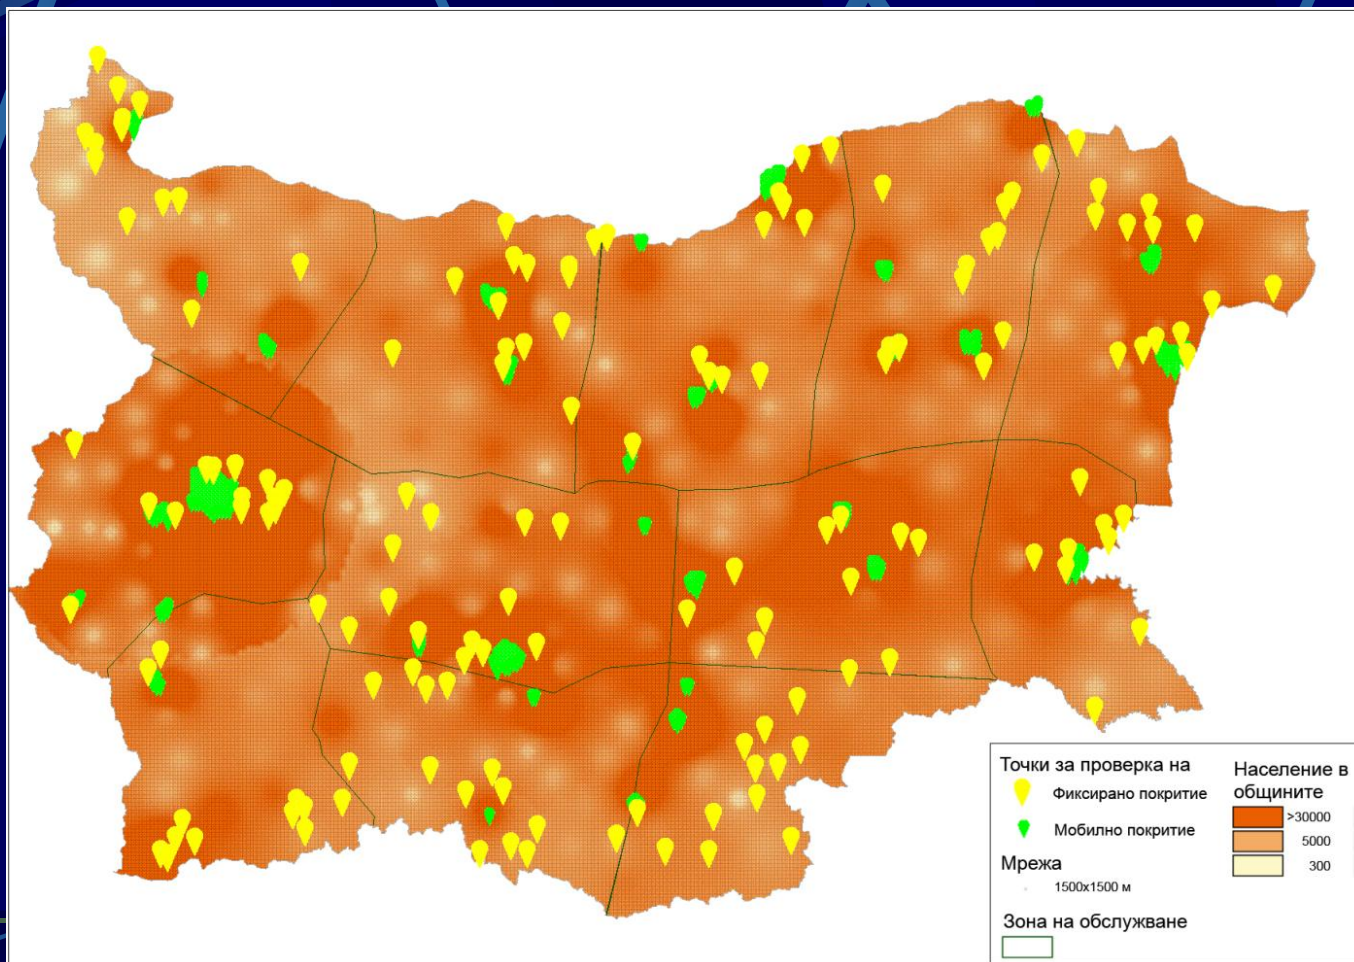 Точки за проверка на
Фиксирано покритие
Мобилно покритие
Мрежа
1500x1500 м
Зона на обслужване
Население в
общините
>30000
5000
300